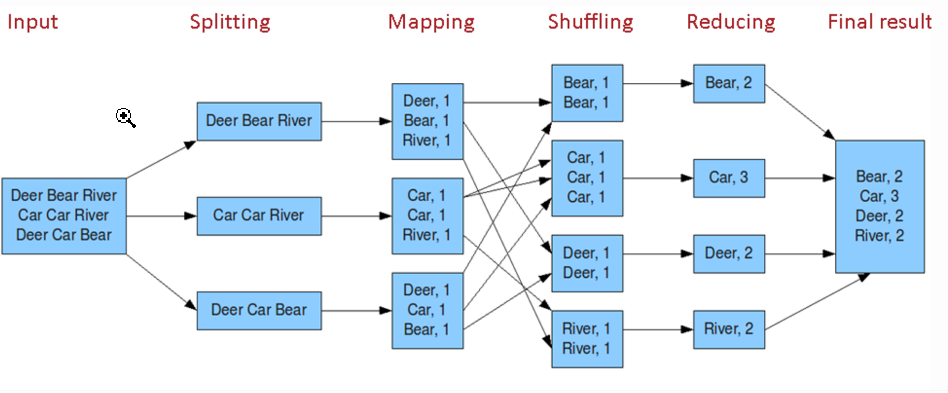 Input
Splitting
Mapping
Shuffling
Reducing
Final result
Deer Bear River
Car Car River
Deer Car Bear
Deer Bear River
Car Car River
Deer Car Bear
Deer, 1
Bear, 1
River, 1
Car, 1
Car, 1
River, 1
Deer, 1
Car, 1
Bear, 1
Bear, 1
Bear, 1
Car, 1
Car, 1
Car, 1
Deer, 1
Deer, 1
River, 1
River, 1
Bear, 2
Car, 3
Deer, 2
River, 2
Bear, 2
Car, 3
Deer, 2
River, 2